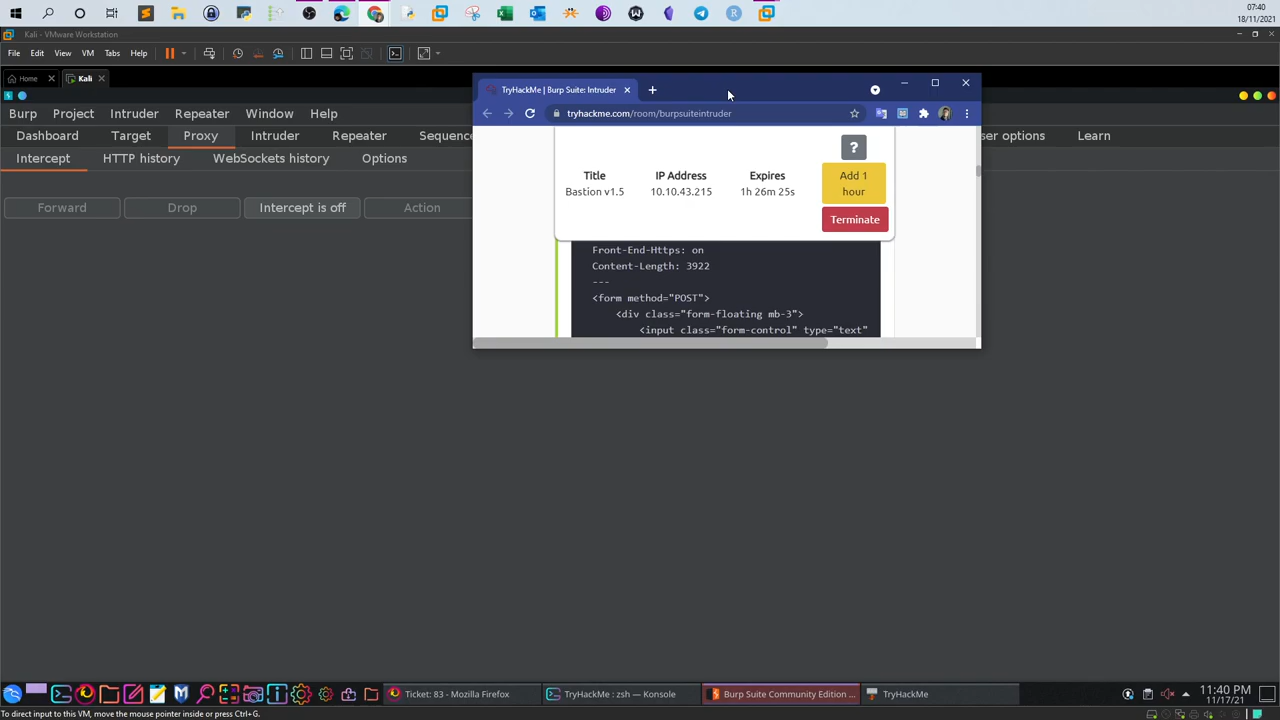 07:40
18/11/2021
Kali - VMware Workstation
File Edit View VM Tabs Help
Home Kali
TryHackMe | Burp Suite: Intruder
tryhackme.com/room/burpsuiteintruder
Burp Project Intruder Repeater Window Help
Dashboard Target Proxy Intruder Repeater Sequenc ser options Learn
Intercept HTTP history WebSockets history Options
Forward Drop Intercept is off Action
?
Title IP Address Expires Add 1 hour
Bastion v1.5 10.10.43.215 1h 26m 25s
Terminate
Front-End-Https: on
Content-Length: 3922
---
<form method="POST">
<div class="form-floating mb-3">
<input class="form-control" type="text"
Ticket: 83 - Mozilla Firefox TryHackMe : zsh — Konsole Burp Suite Community Edition ... TryHackMe
11:40 PM
11/17/21
To direct input to this VM, move the mouse pointer inside or press Ctrl+G.